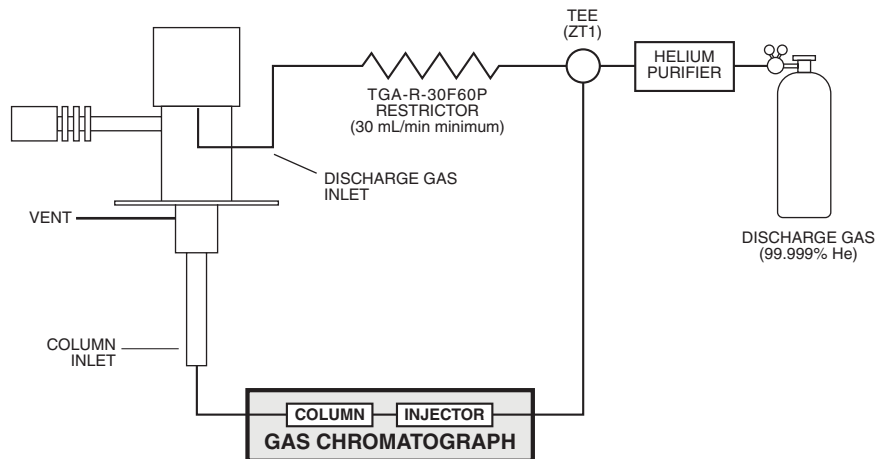 TEE
(ZT1)
HELIUM
PURIFIER
TGA-R-30F60P
RESTRICTOR
(30 mL/min minimum)
DISCHARGE GAS
INLET
VENT
DISCHARGE GAS
(99.999% He)
COLUMN
INLET
COLUMN
INJECTOR
GAS CHROMATOGRAPH